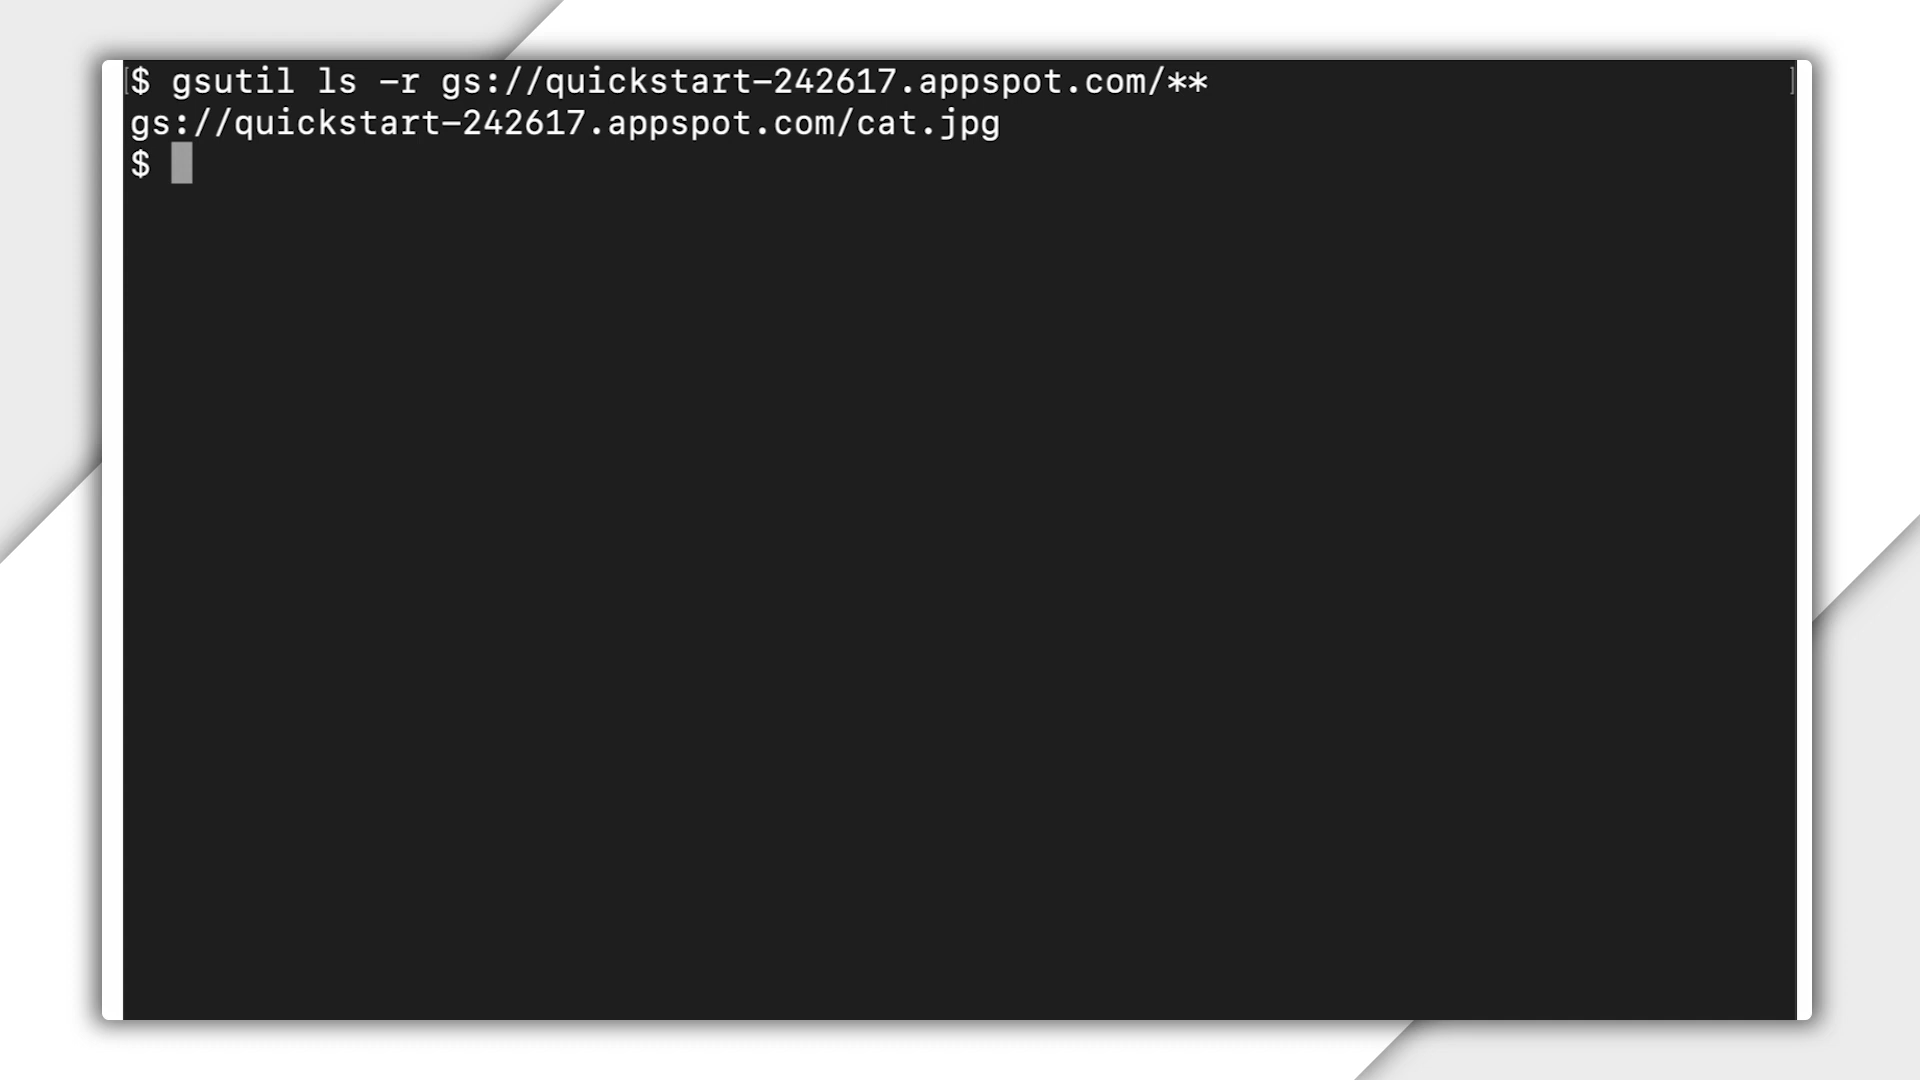 [$ gsutil ls -r gs://quickstart-242617.appspot.com/** ]
gs://quickstart-242617.appspot.com/cat.jpg
$